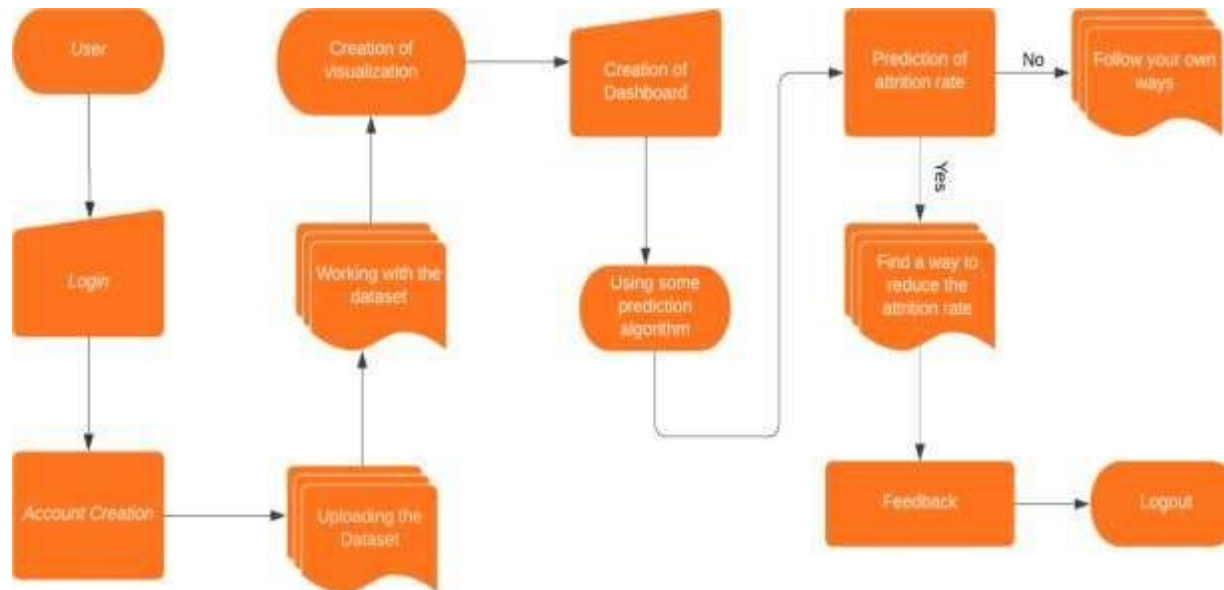 User
Login
Account Creation
Uploading the
Dataset
Working with the
dataset
Creation of
visualization
Creation of
Dashboard
Using some
prediction
algorithm
Prediction of
attrition rate
No
Follow your own
ways
Yes
Find a way to
reduce the
attrition rate
Feedback
Logout